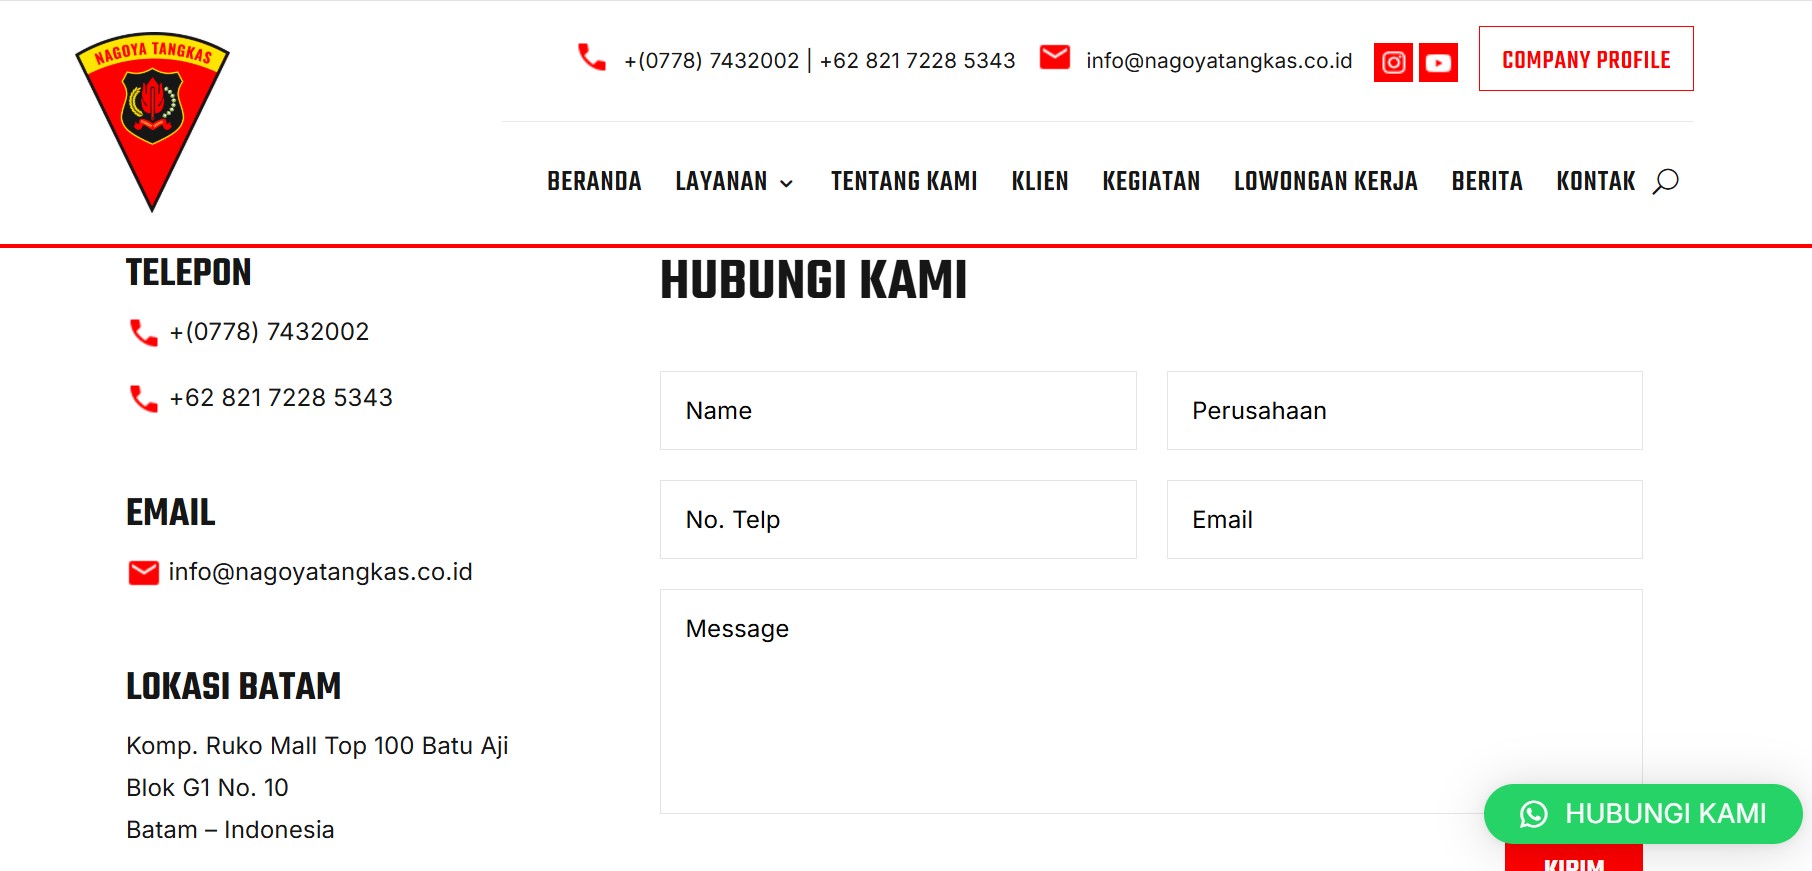 NAGOYA TANGKAS
+(0778) 7432002 | +62 821 7228 5343
info@nagoyatangkas.co.id
COMPANY PROFILE
BERANDA LAYANAN TENTANG KAMI KLIEN KEGIATAN LOWONGAN KERJA BERITA KONTAK
TELEPON
+(0778) 7432002
+62 821 7228 5343
EMAIL
info@nagoyatangkas.co.id
LOKASI BATAM
Komp. Ruko Mall Top 100 Batu Aji
Blok G1 No. 10
Batam – Indonesia
HUBUNGI KAMI
Name
Perusahaan
No. Telp
Email
Message
HUBUNGI KAMI
KIRIM